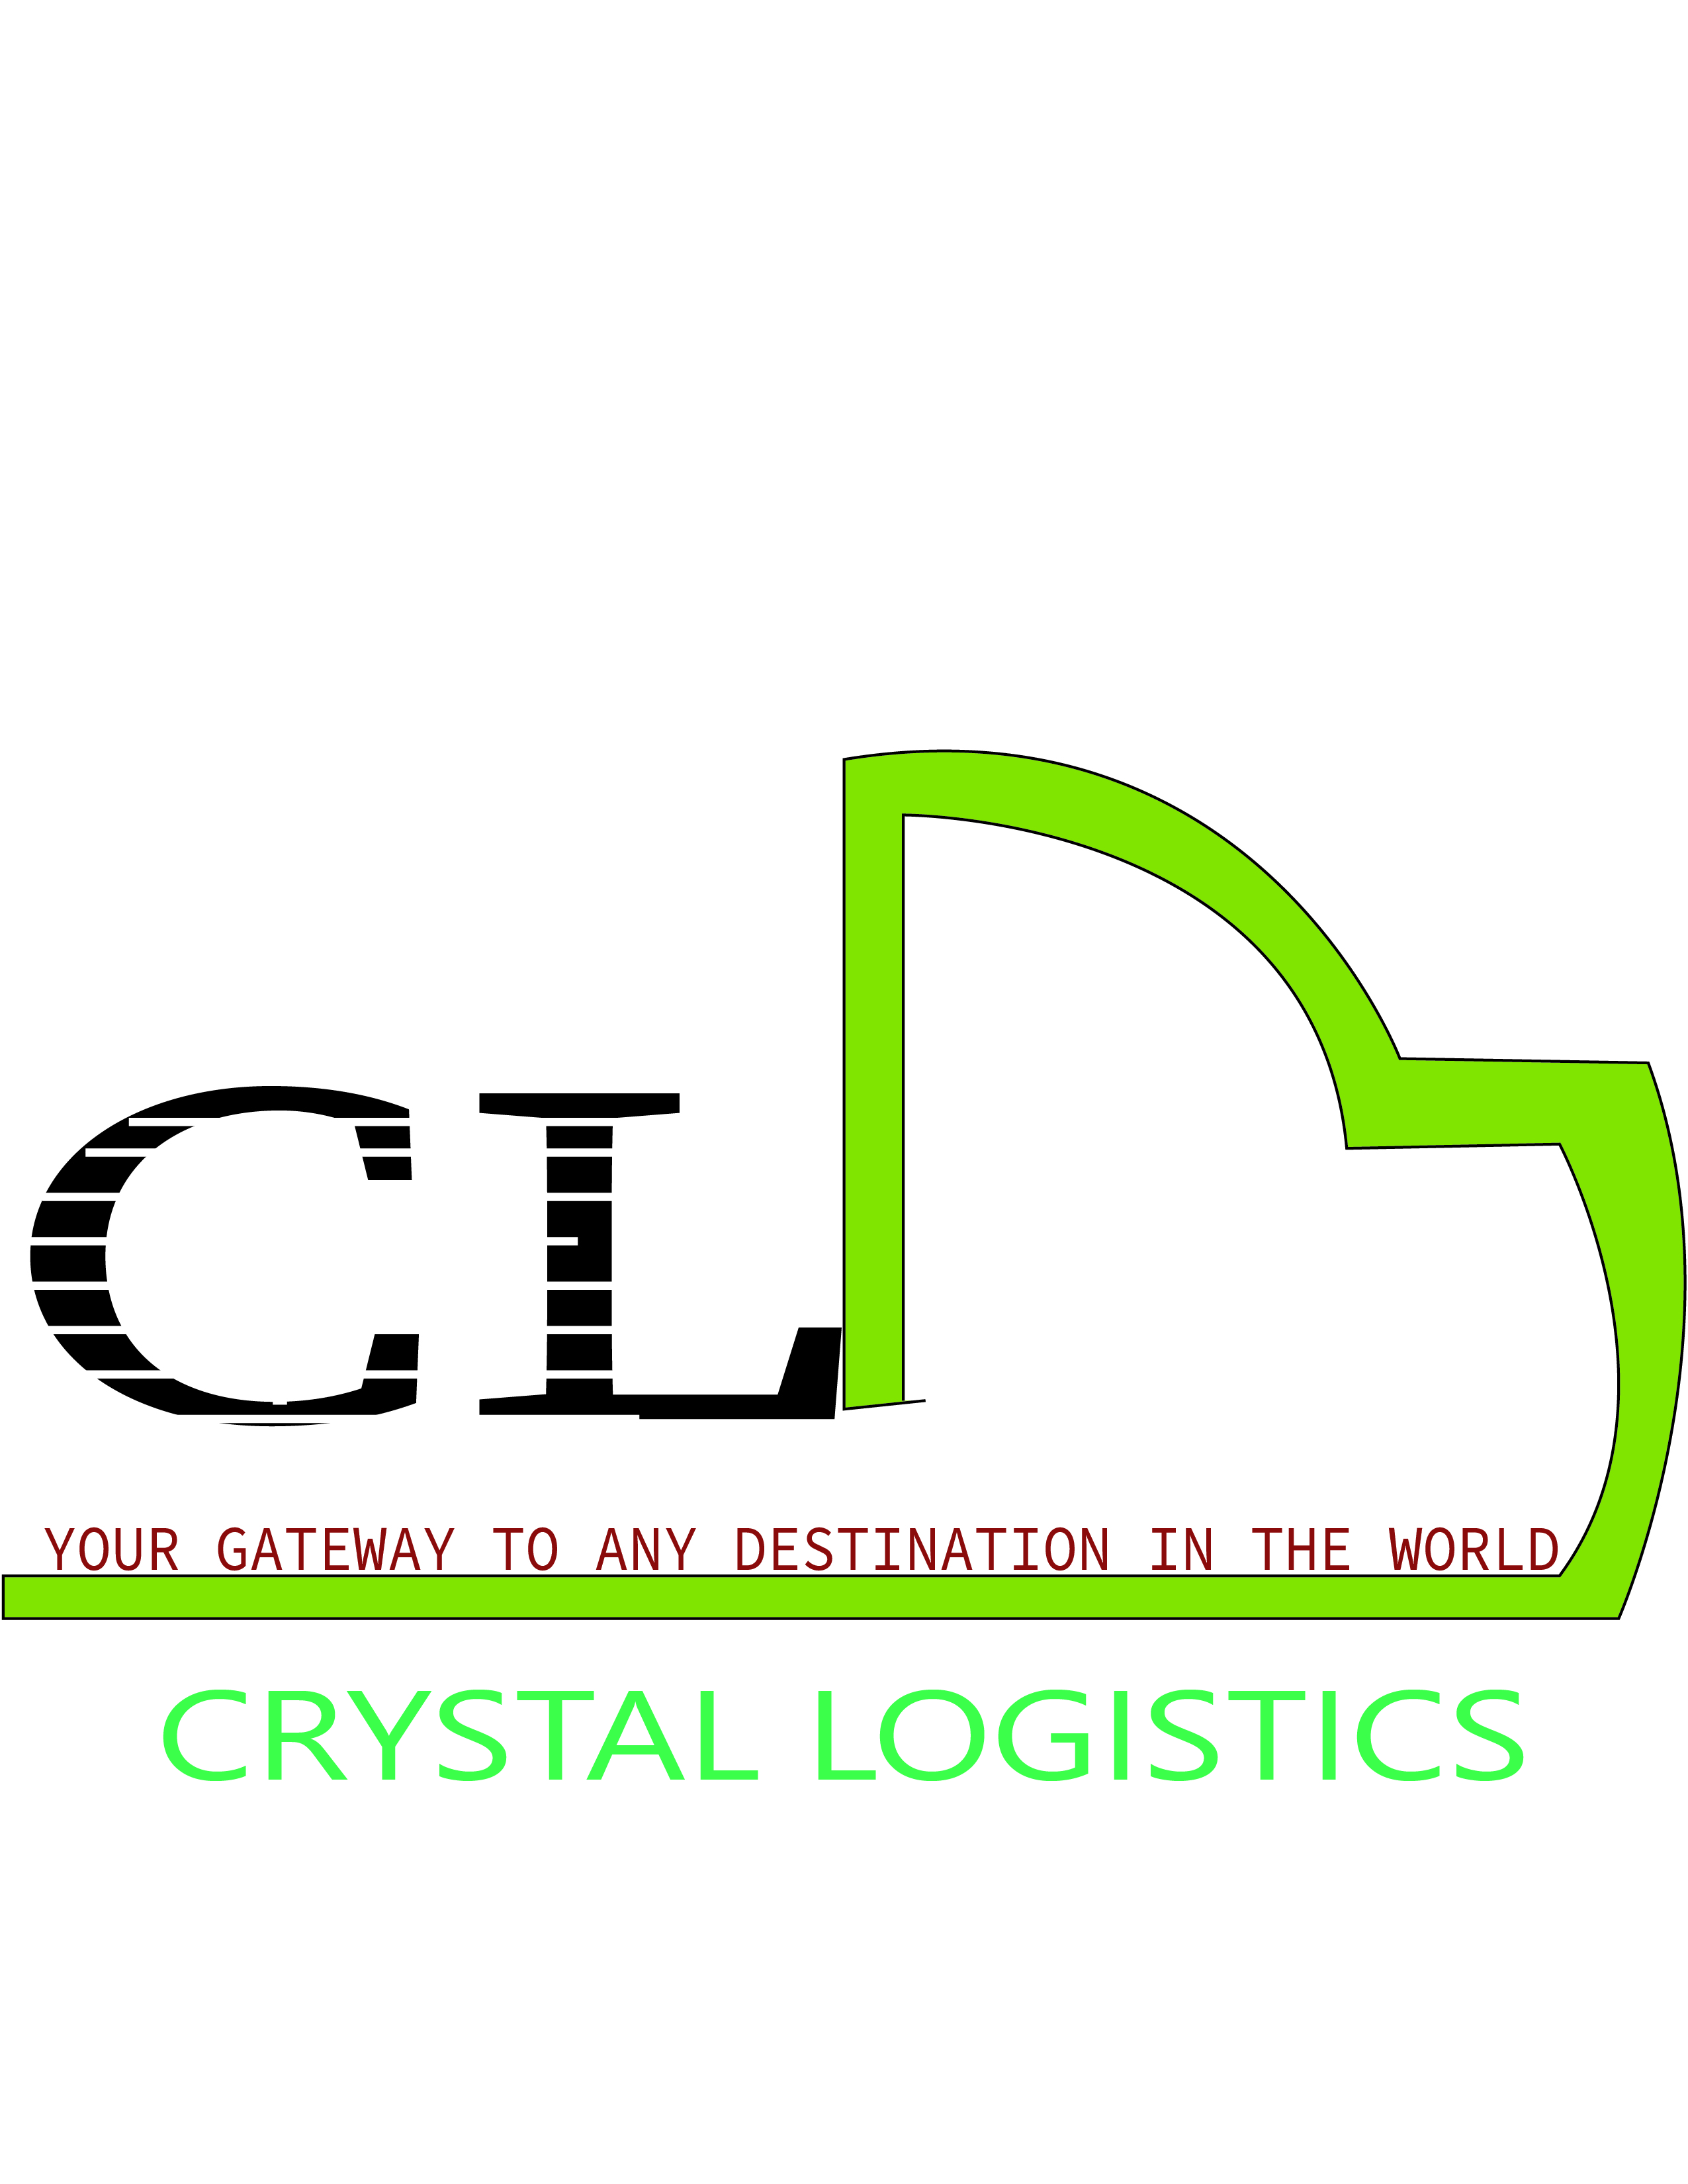 CL
YOUR GATEWAY TO ANY DESTINATION IN THE WORLD
CRYSTAL LOGISTICS